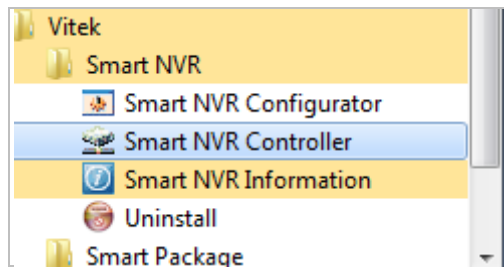 Vitek
Smart NVR
Smart NVR Configurator
Smart NVR Controller
Smart NVR Information
Uninstall
Smart Package